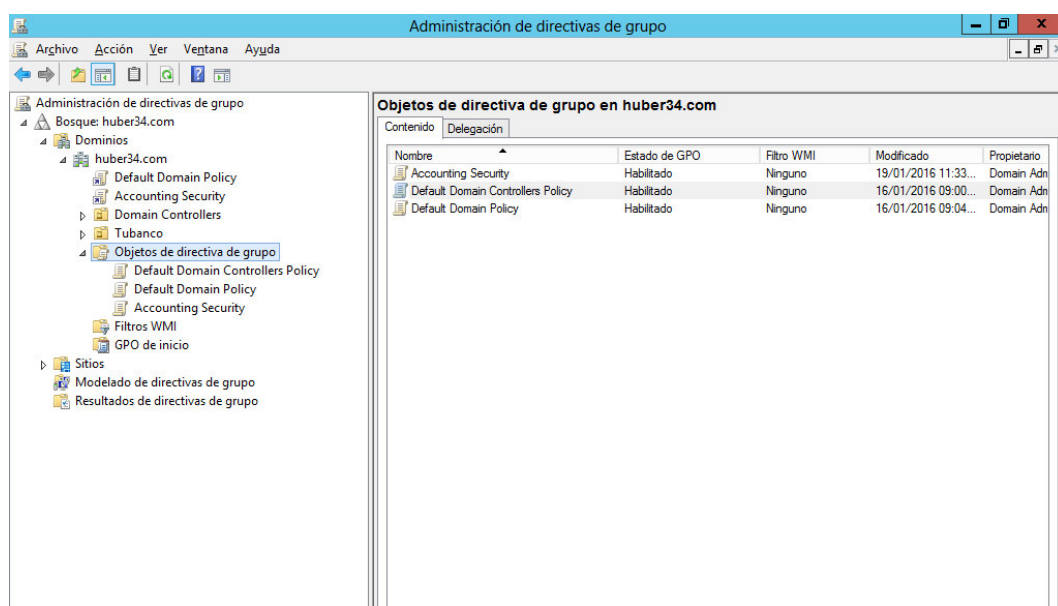 Administración de directivas de grupo
Archivo Acción Ver Ventana Ayuda
Administración de directivas de grupo
Bosque: huber34.com
Dominios
huber34.com
Default Domain Policy
Accounting Security
Domain Controllers
Tubanco
Objetos de directiva de grupo
Default Domain Controllers Policy
Default Domain Policy
Accounting Security
Filtros WMI
GPO de inicio
Sitios
Modelado de directivas de grupo
Resultados de directivas de grupo
Objetos de directiva de grupo en huber34.com
Contenido Delegación
Nombre Estado de GPO Filtro WMI Modificado Propietario
Accounting Security Habilitado Ninguno 19/01/2016 11:33... Domain Adn
Default Domain Controllers Policy Habilitado Ninguno 16/01/2016 09:00... Domain Adn
Default Domain Policy Habilitado Ninguno 16/01/2016 09:04... Domain Adn